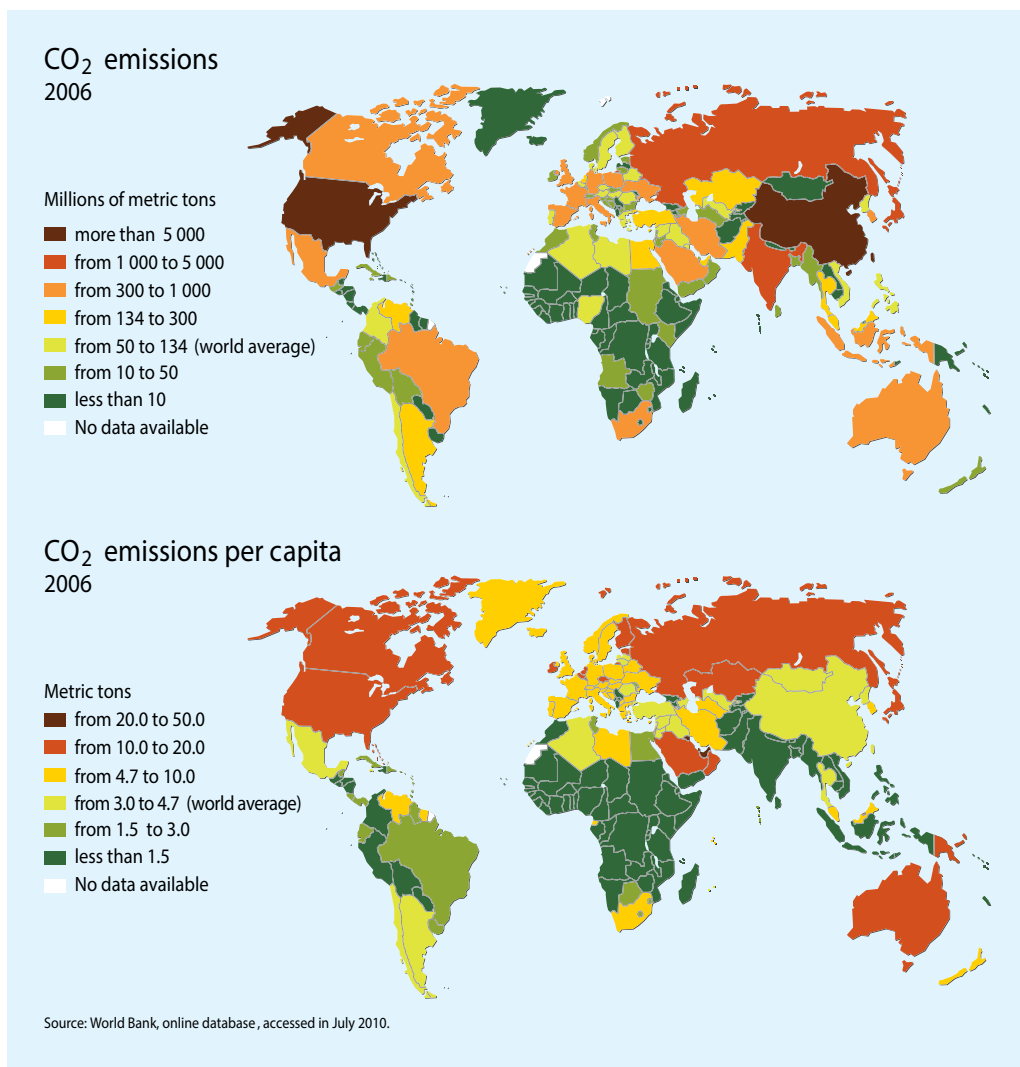 CO2 emissions
2006
Millions of metric tons
more than 5 000
from 1 000 to 5 000
from 300 to 1 000
from 134 to 300
from 50 to 134 (world average)
from 10 to 50
less than 10
No data available
CO2 emissions per capita
2006
Metric tons
from 20.0 to 50.0
from 10.0 to 20.0
from 4.7 to 10.0
from 3.0 to 4.7 (world average)
from 1.5 to 3.0
less than 1.5
No data available
Source: World Bank, online database, accessed in July 2010.